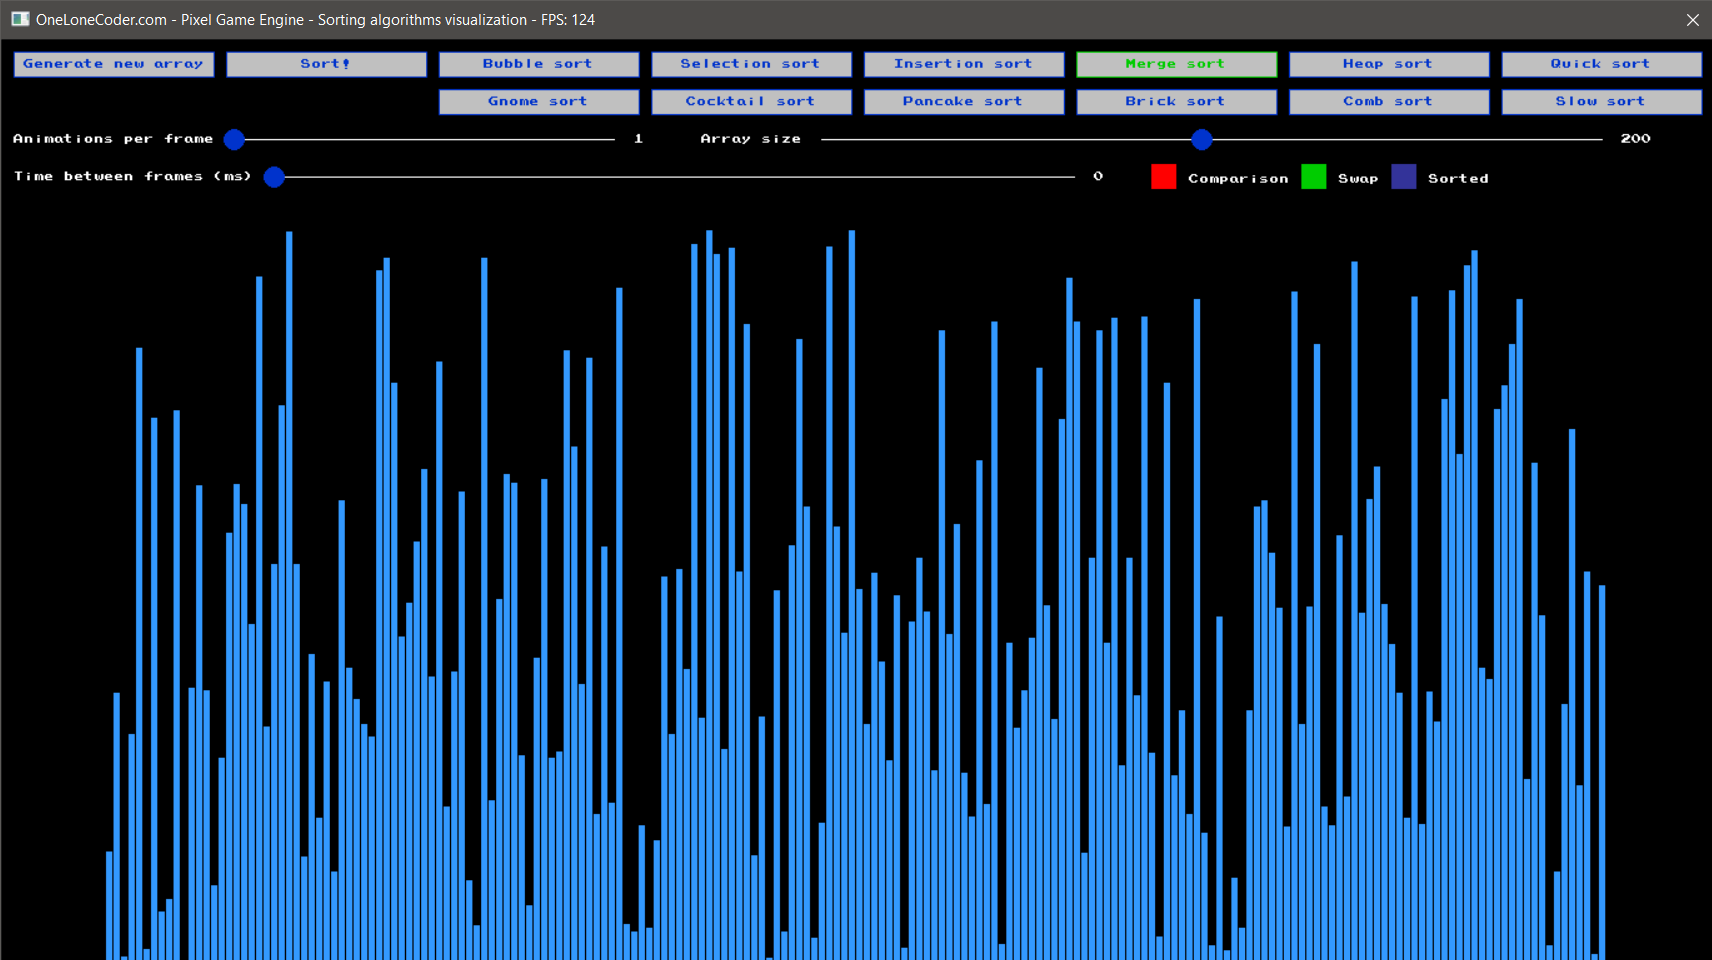 OneLoneCoder.com - Pixel Game Engine - Sorting algorithms visualization - FPS: 124
Generate new array Sort! Bubble sort Selection sort Insertion sort Merge sort Heap sort Quick sort
Gnome sort Cocktail sort Pancake sort Brick sort Comb sort Slow sort
Animations per frame 1 Array size 200
Time between frames (ms) 0 Comparison Swap Sorted